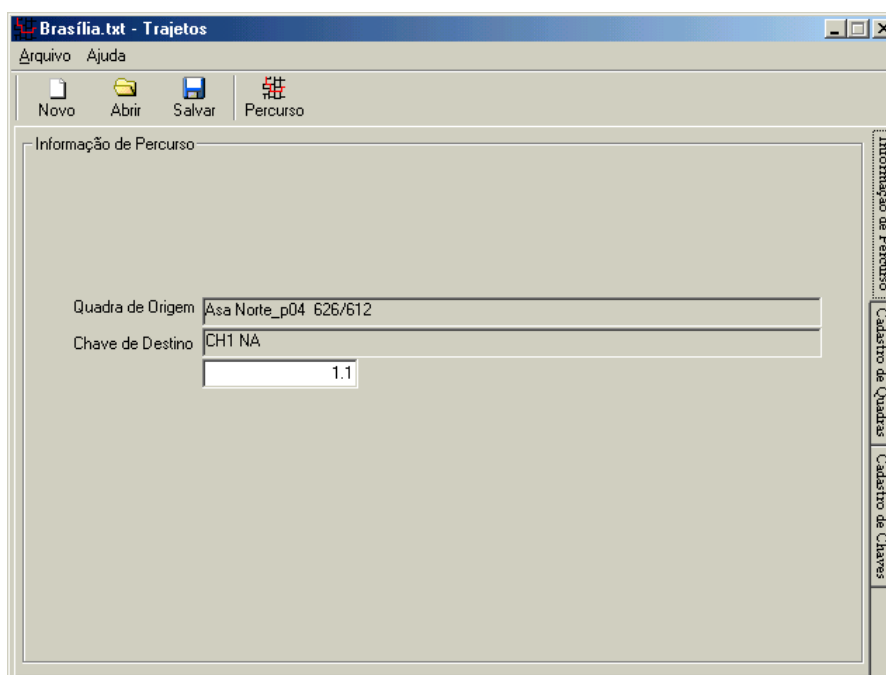 Brasília.txt - Trajetos
Arquivo Ajuda
Novo Abrir Salvar Percurso
Informação de Percurso
Quadra de Origem Asa Norte_p04 626/612
Chave de Destino CH1 NA
1.1
Informação de Percurso
Cadastro de Quadras
Cadastro de Chaves